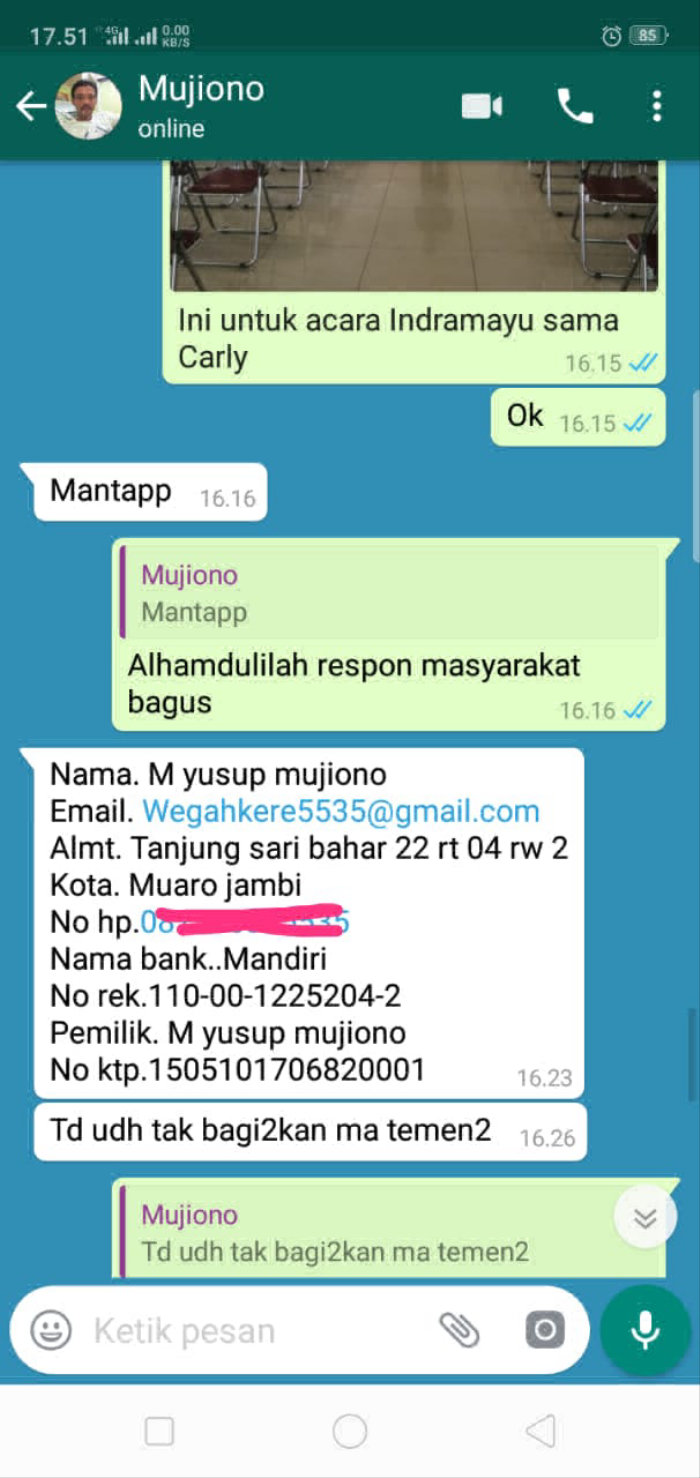 17.51 4G 0.00 KB/S 85
Mujiono
online
Ini untuk acara Indramayu sama
Carly 16.15
Ok 16.15
Mantapp 16.16
Mujiono
Mantapp
Alhamdulilah respon masyarakat
bagus 16.16
Nama. M yusup mujiono
Email. Wegahkere5535@gmail.com
Almt. Tanjung sari bahar 22 rt 04 rw 2
Kota. Muaro jambi
No hp.08
Nama bank..Mandiri
No rek.110-00-1225204-2
Pemilik. M yusup mujiono
No ktp.1505101706820001 16.23
Td udh tak bagi2kan ma temen2 16.26
Mujiono
Td udh tak bagi2kan ma temen2
Ketik pesan